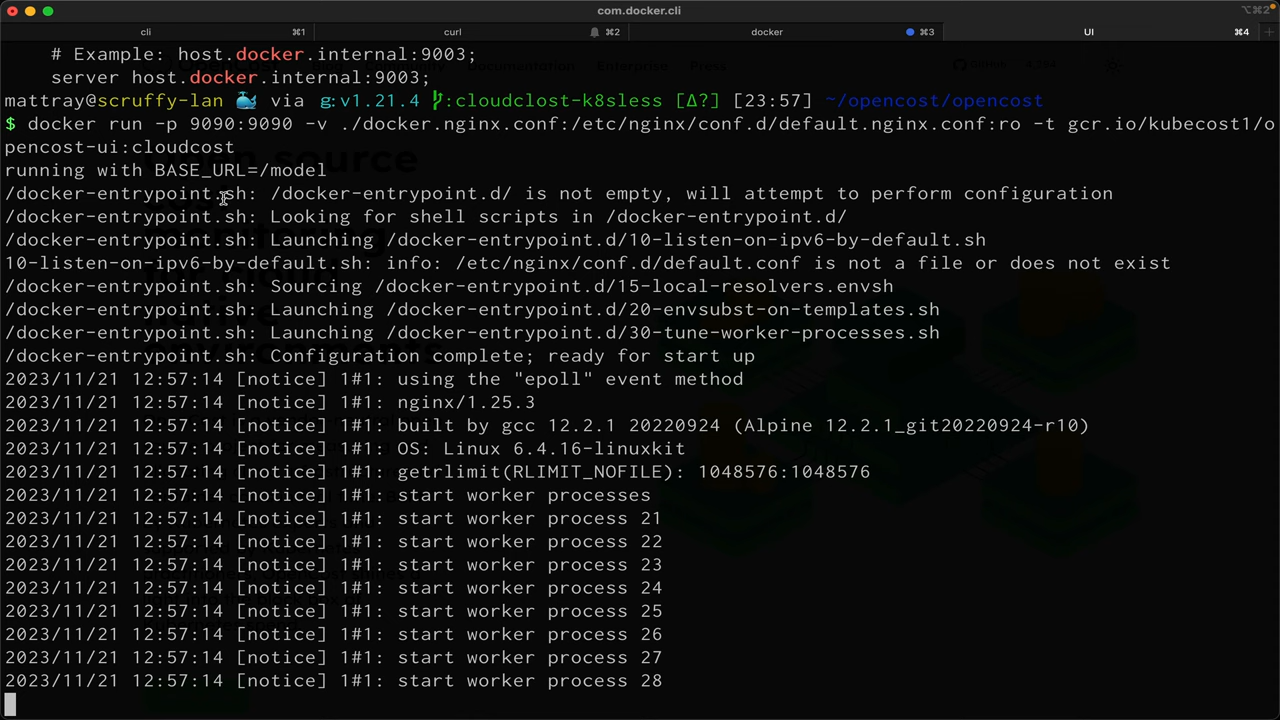 com.docker.cli
⌥⌘2
cli ⌘1 curl ⌘2 docker ⌘3 UI ⌘4 +
# Example: host.docker.internal:9003;
server host.docker.internal:9003;
mattray@scruffy-lan 🐳 via g:v1.21.4 :cloudclost-k8sless [Δ?] [23:57] ~/opencost/opencost
$ docker run -p 9090:9090 -v ./docker.nginx.conf:/etc/nginx/conf.d/default.nginx.conf:ro -t gcr.io/kubecost1/o
pencost-ui:cloudcost
running with BASE_URL=/model
/docker-entrypoint.sh: /docker-entrypoint.d/ is not empty, will attempt to perform configuration
/docker-entrypoint.sh: Looking for shell scripts in /docker-entrypoint.d/
/docker-entrypoint.sh: Launching /docker-entrypoint.d/10-listen-on-ipv6-by-default.sh
10-listen-on-ipv6-by-default.sh: info: /etc/nginx/conf.d/default.conf is not a file or does not exist
/docker-entrypoint.sh: Sourcing /docker-entrypoint.d/15-local-resolvers.envsh
/docker-entrypoint.sh: Launching /docker-entrypoint.d/20-envsubst-on-templates.sh
/docker-entrypoint.sh: Launching /docker-entrypoint.d/30-tune-worker-processes.sh
/docker-entrypoint.sh: Configuration complete; ready for start up
2023/11/21 12:57:14 [notice] 1#1: using the "epoll" event method
2023/11/21 12:57:14 [notice] 1#1: nginx/1.25.3
2023/11/21 12:57:14 [notice] 1#1: built by gcc 12.2.1 20220924 (Alpine 12.2.1_git20220924-r10)
2023/11/21 12:57:14 [notice] 1#1: OS: Linux 6.4.16-linuxkit
2023/11/21 12:57:14 [notice] 1#1: getrlimit(RLIMIT_NOFILE): 1048576:1048576
2023/11/21 12:57:14 [notice] 1#1: start worker processes
2023/11/21 12:57:14 [notice] 1#1: start worker process 21
2023/11/21 12:57:14 [notice] 1#1: start worker process 22
2023/11/21 12:57:14 [notice] 1#1: start worker process 23
2023/11/21 12:57:14 [notice] 1#1: start worker process 24
2023/11/21 12:57:14 [notice] 1#1: start worker process 25
2023/11/21 12:57:14 [notice] 1#1: start worker process 26
2023/11/21 12:57:14 [notice] 1#1: start worker process 27
2023/11/21 12:57:14 [notice] 1#1: start worker process 28